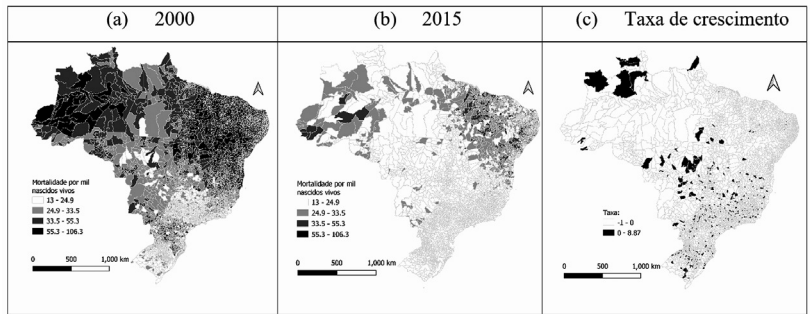 (a) 2000
(b) 2015
(c) Taxa de crescimento
Mortalidade por mil
nascidos vivos
13 - 24.9
24.9 - 33.5
33.5 - 55.3
55.3 - 106.3
0 500 1,000 km
Mortalidade por mil
nascidos vivos
13 - 24.9
24.9 - 33.5
33.5 - 55.3
55.3 - 106.3
0 500 1,000 km
Taxa:
-1 - 0
0 - 8.87
0 500 1,000 km